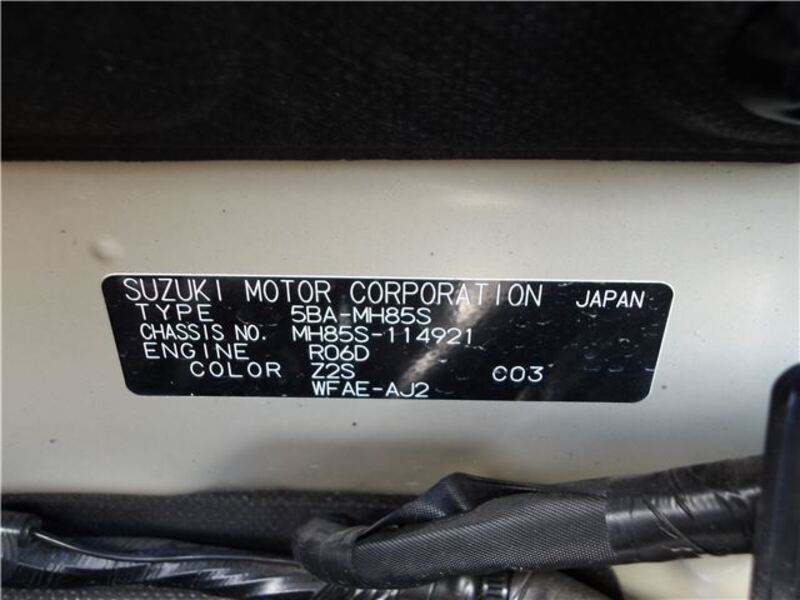 SUZUKI MOTOR CORPORATION JAPAN
TYPE 5BA-MH85S
CHASSIS NO. MH85S-114921
ENGINE R06D
COLOR Z2S C03
WFAE-AJ2